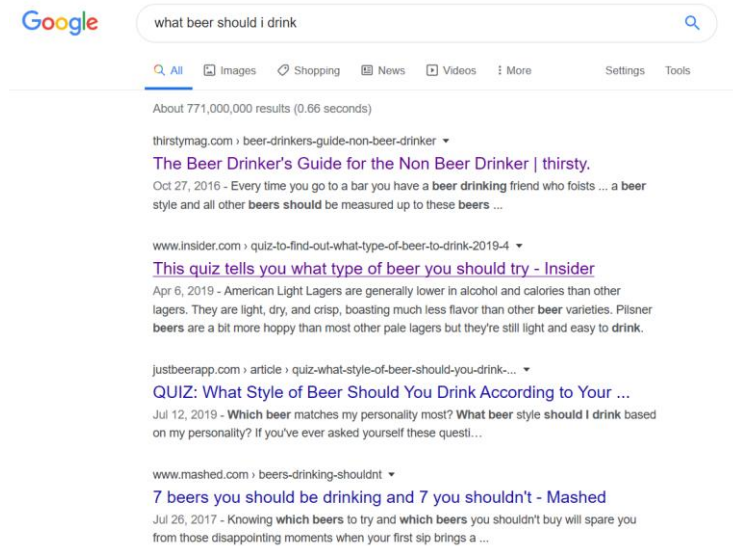 Google
what beer should i drink
All Images Shopping News Videos More Settings Tools
About 771,000,000 results (0.66 seconds)
thirstymag.com › beer-drinkers-guide-non-beer-drinker
The Beer Drinker's Guide for the Non Beer Drinker | thirsty.
Oct 27, 2016 - Every time you go to a bar you have a beer drinking friend who foists ... a beer
style and all other beers should be measured up to these beers ...
www.insider.com › quiz-to-find-out-what-type-of-beer-to-drink-2019-4
This quiz tells you what type of beer you should try - Insider
Apr 6, 2019 - American Light Lagers are generally lower in alcohol and calories than other
lagers. They are light, dry, and crisp, boasting much less flavor than other beer varieties. Pilsner
beers are a bit more hoppy than most other pale lagers but they're still light and easy to drink.
justbeerapp.com › article › quiz-what-style-of-beer-should-you-drink-...
QUIZ: What Style of Beer Should You Drink According to Your ...
Jul 12, 2019 - Which beer matches my personality most? What beer style should I drink based
on my personality? If you've ever asked yourself these questi...
www.mashed.com › beers-drinking-shouldnt
7 beers you should be drinking and 7 you shouldn't - Mashed
Jul 26, 2017 - Knowing which beers to try and which beers you shouldn't buy will spare you
from those disappointing moments when your first sip brings a ...